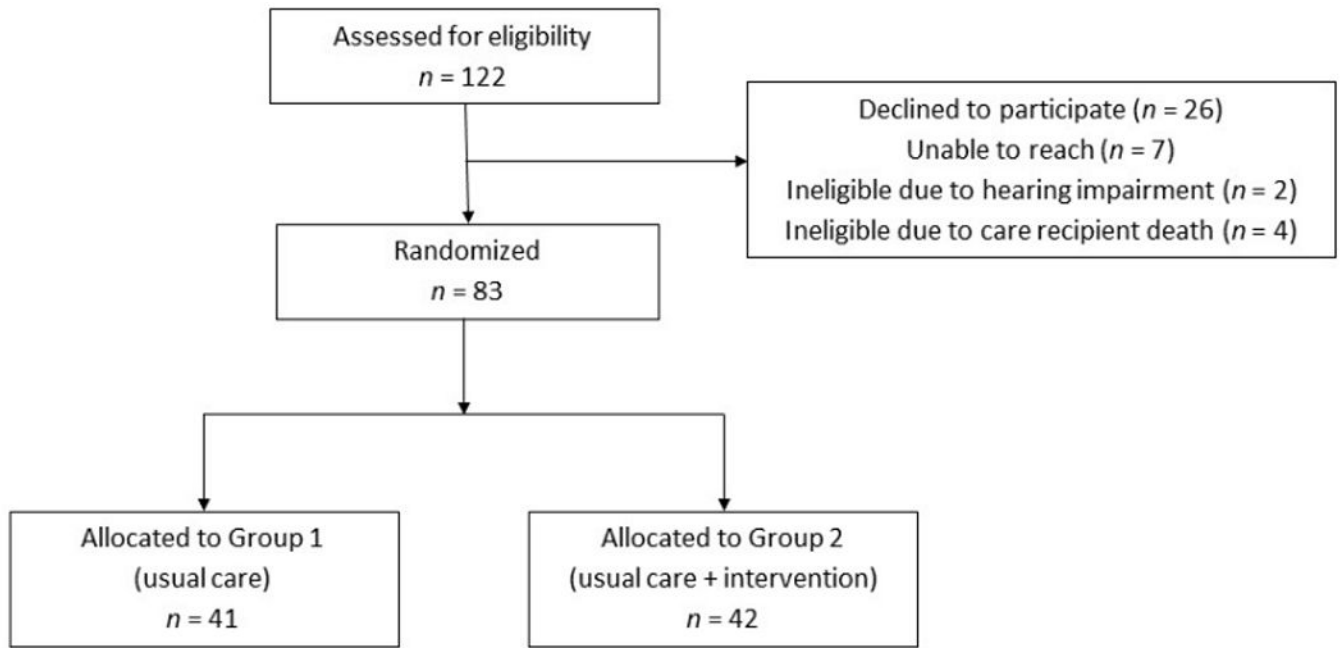 Assessed for eligibility
n = 122
Declined to participate (n = 26)
Unable to reach (n = 7)
Ineligible due to hearing impairment (n = 2)
Ineligible due to care recipient death (n = 4)
Randomized
n = 83
Allocated to Group 1
(usual care)
n = 41
Allocated to Group 2
(usual care + intervention)
n = 42